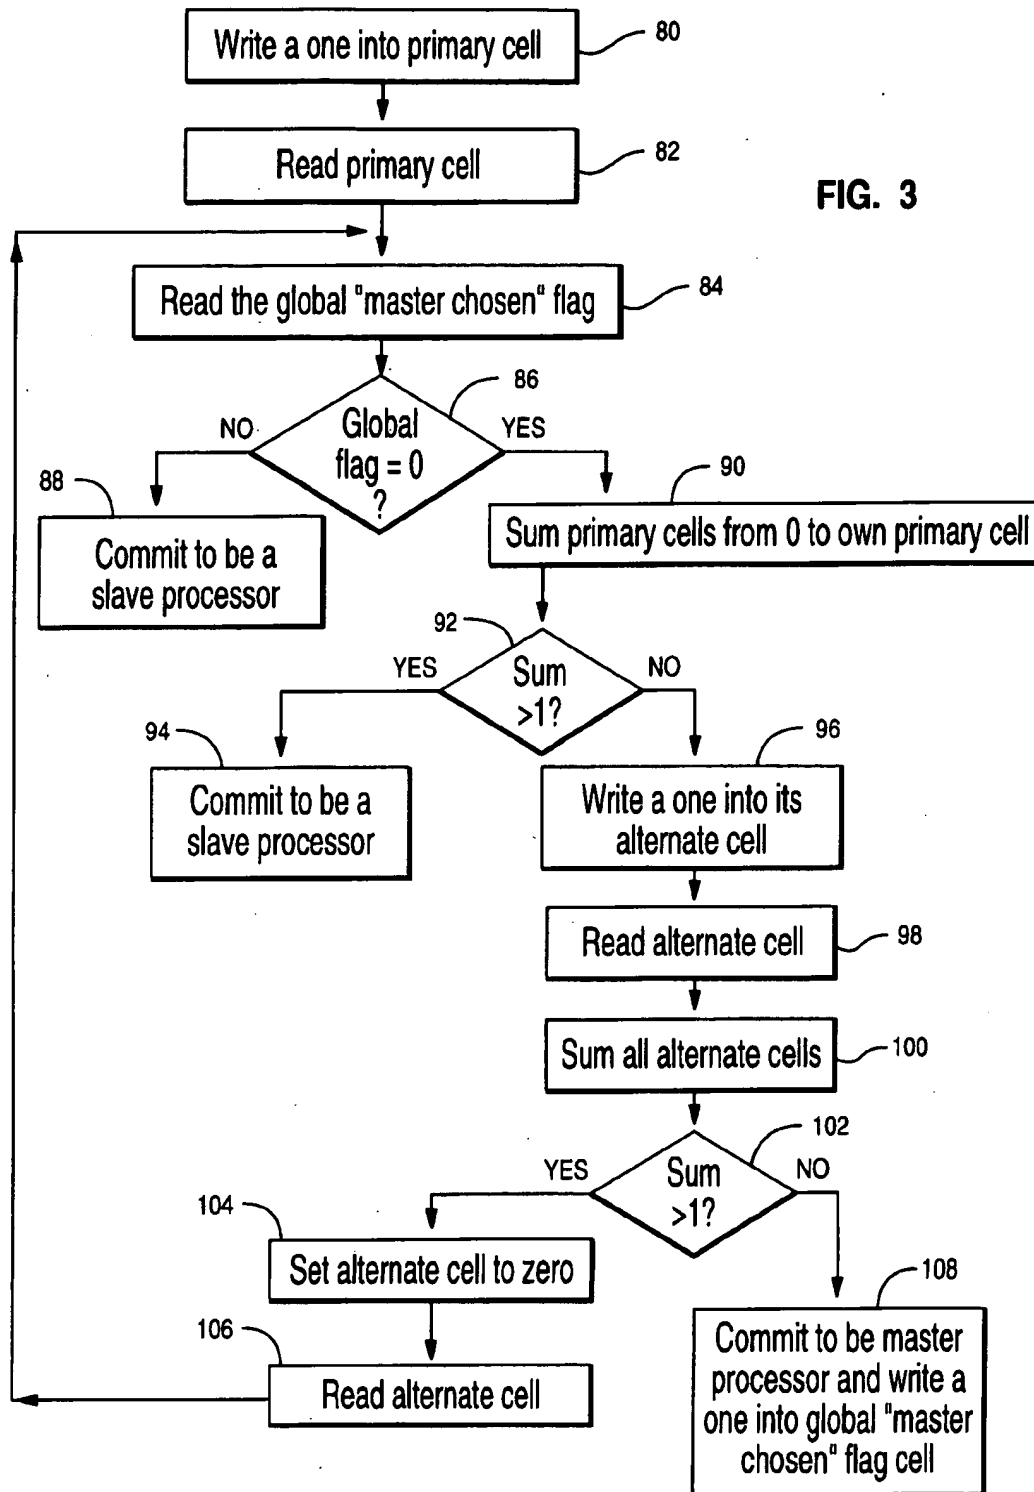 Write a one into primary cell
80
Read primary cell
82
FIG. 3
Read the global "master chosen" flag
84
86
Global
flag = 0
?
NO
YES
88
Commit to be a
slave processor
90
Sum primary cells from 0 to own primary cell
92
Sum
>1?
YES
NO
94
Commit to be a
slave processor
96
Write a one into its
alternate cell
Read alternate cell
98
Sum all alternate cells
100
102
Sum
>1?
YES
NO
104
Set alternate cell to zero
106
Read alternate cell
108
Commit to be master
processor and write a
one into global "master
chosen" flag cell